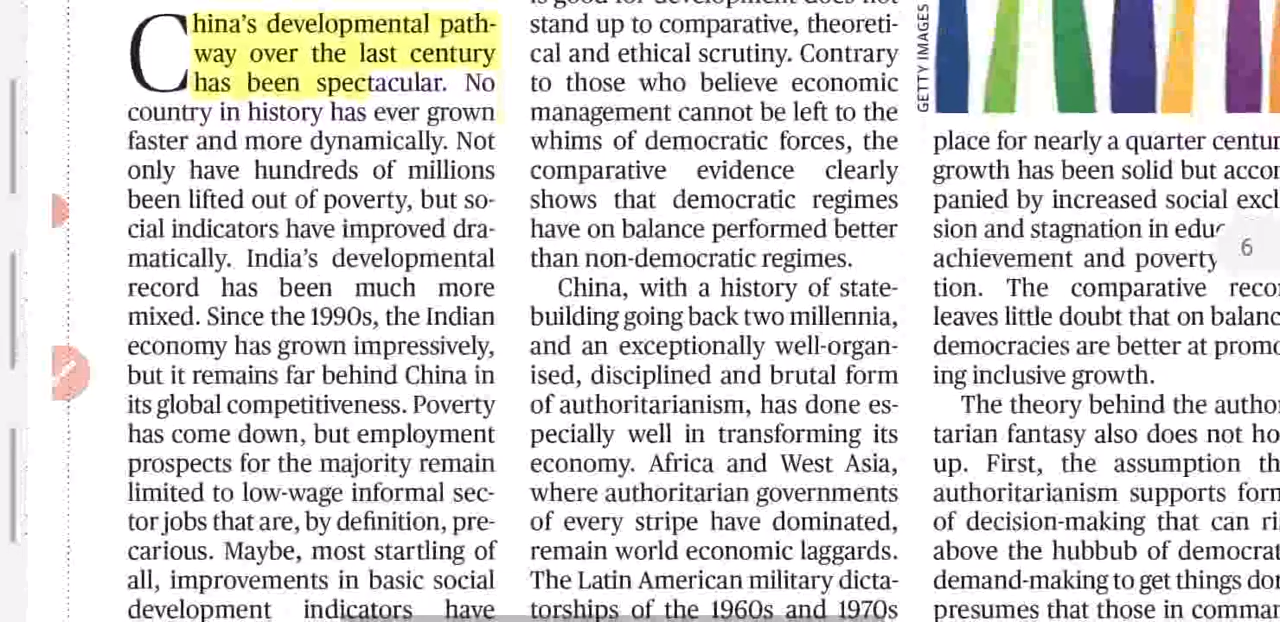 China's developmental path-
way over the last century
has been spectacular. No
country in history has ever grown
faster and more dynamically. Not
only have hundreds of millions
been lifted out of poverty, but so-
cial indicators have improved dra-
matically. India's developmental
record has been much more
mixed. Since the 1990s, the Indian
economy has grown impressively,
but it remains far behind China in
its global competitiveness. Poverty
has come down, but employment
prospects for the majority remain
limited to low-wage informal sec-
tor jobs that are, by definition, pre-
carious. Maybe, most startling of
all, improvements in basic social
development indicators have
stand up to comparative, theoreti-
cal and ethical scrutiny. Contrary
to those who believe economic
management cannot be left to the
whims of democratic forces, the
comparative evidence clearly
shows that democratic regimes
have on balance performed better
than non-democratic regimes.
China, with a history of state-
building going back two millennia,
and an exceptionally well-organ-
ised, disciplined and brutal form
of authoritarianism, has done es-
pecially well in transforming its
economy. Africa and West Asia,
where authoritarian governments
of every stripe have dominated,
remain world economic laggards.
The Latin American military dicta-
torships of the 1960s and 1970s
GETTY IMAGES
place for nearly a quarter centur
growth has been solid but accor
panied by increased social excl
sion and stagnation in educ
6
achievement and poverty
tion. The comparative reco
leaves little doubt that on balanc
democracies are better at promo
ing inclusive growth.
The theory behind the autho
tarian fantasy also does not ho
up. First, the assumption th
authoritarianism supports form
of decision-making that can ri
above the hubbub of democrat
demand-making to get things don
presumes that those in comman